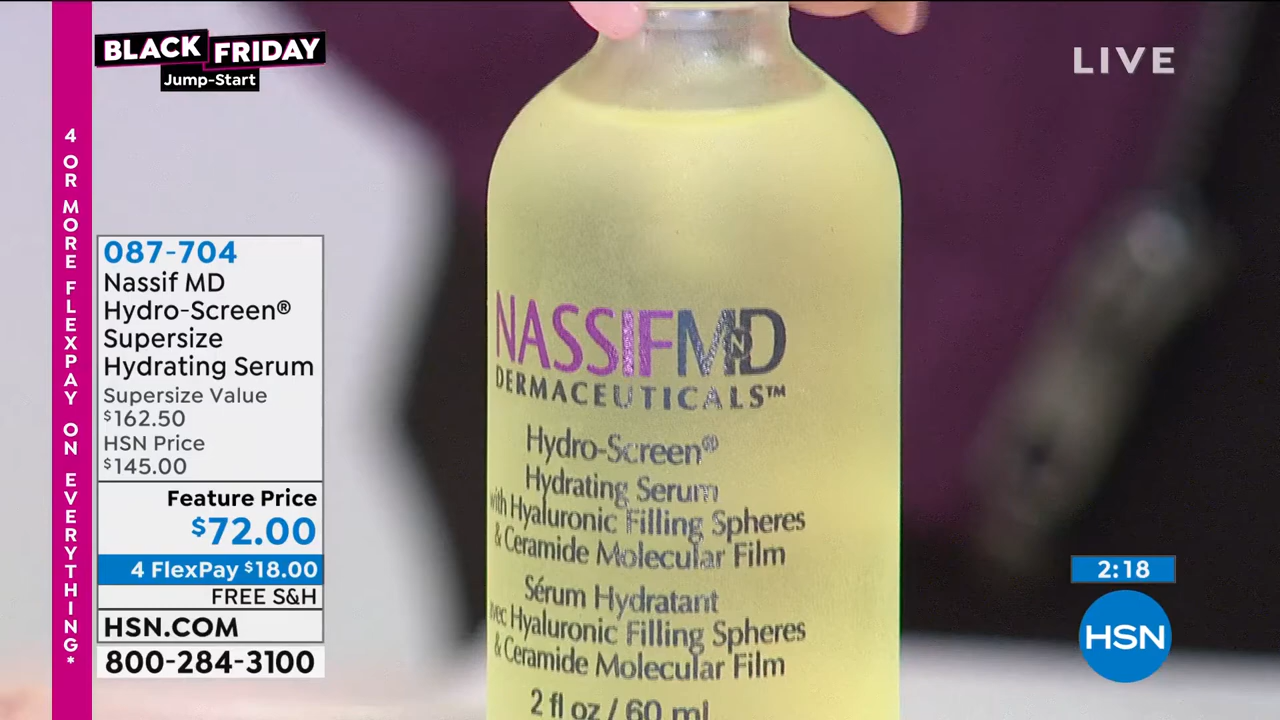 BLACK FRIDAY
Jump-Start
LIVE
4 OR MORE FLEXPAY ON EVERYTHING*
087-704
Nassif MD
Hydro-Screen®
Supersize
Hydrating Serum
Supersize Value
$162.50
HSN Price
$145.00
Feature Price
$72.00
4 FlexPay $18.00
FREE S&H
HSN.COM
800-284-3100
NASSIFMD
DERMACEUTICALS™
Hydro-Screen®
Hydrating Serum
with Hyaluronic Filling Spheres
& Ceramide Molecular Film
Sérum Hydratant
avec Hyaluronic Filling Spheres
& Ceramide Molecular Film
2 fl oz / 60 ml
2:18
HSN